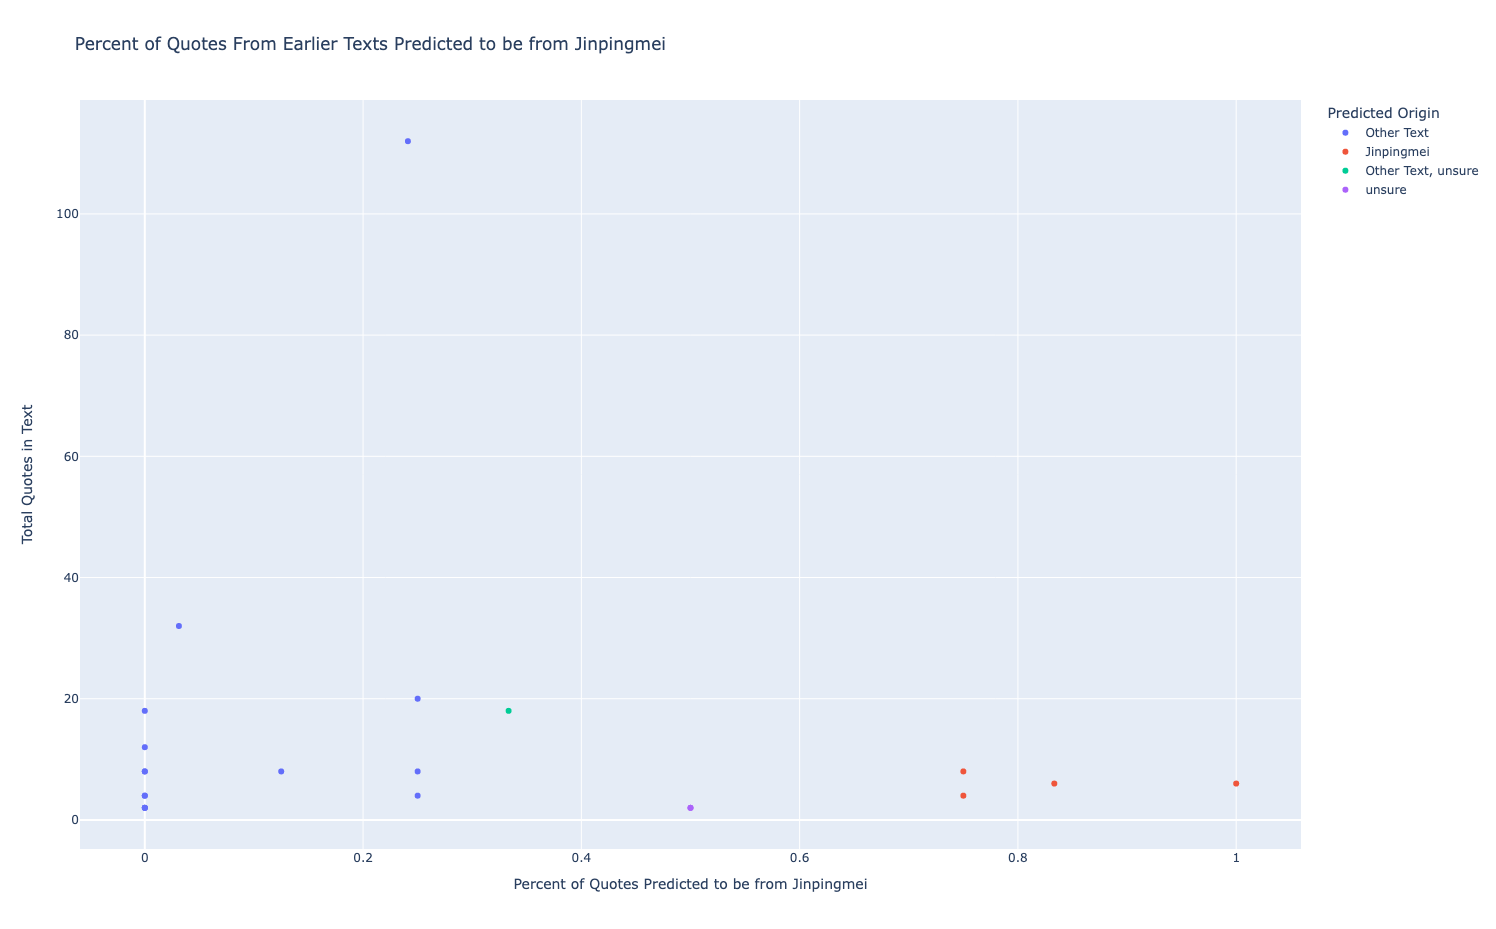 Percent of Quotes From Earlier Texts Predicted to be from Jinpingmei
Predicted Origin
Other Text
Jinpingmei
Other Text, unsure
unsure
Total Quotes in Text
100
80
60
40
20
0
0 0.2 0.4 0.6 0.8 1
Percent of Quotes Predicted to be from Jinpingmei